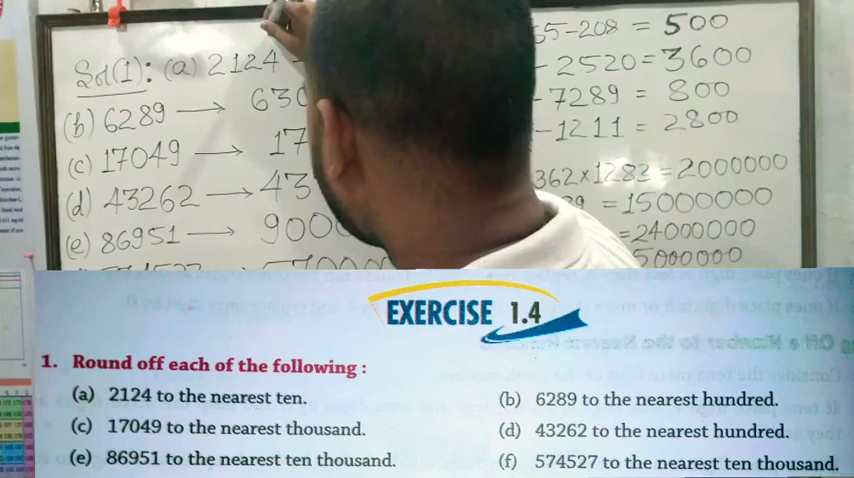 Sol(1): (a) 2124
(b) 6289 → 630
(c) 17049 → 17
(d) 43262 → 43
(e) 86951 → 900
65-208 = 500
- 2520 = 3600
- 7289 = 800
- 1211 = 2800
362 × 1283 = 2000000
= 15000000
= 24000000
5000000
EXERCISE 1.4
1. Round off each of the following :
(a) 2124 to the nearest ten.
(b) 6289 to the nearest hundred.
(c) 17049 to the nearest thousand.
(d) 43262 to the nearest hundred.
(e) 86951 to the nearest ten thousand.
(f) 574527 to the nearest ten thousand.